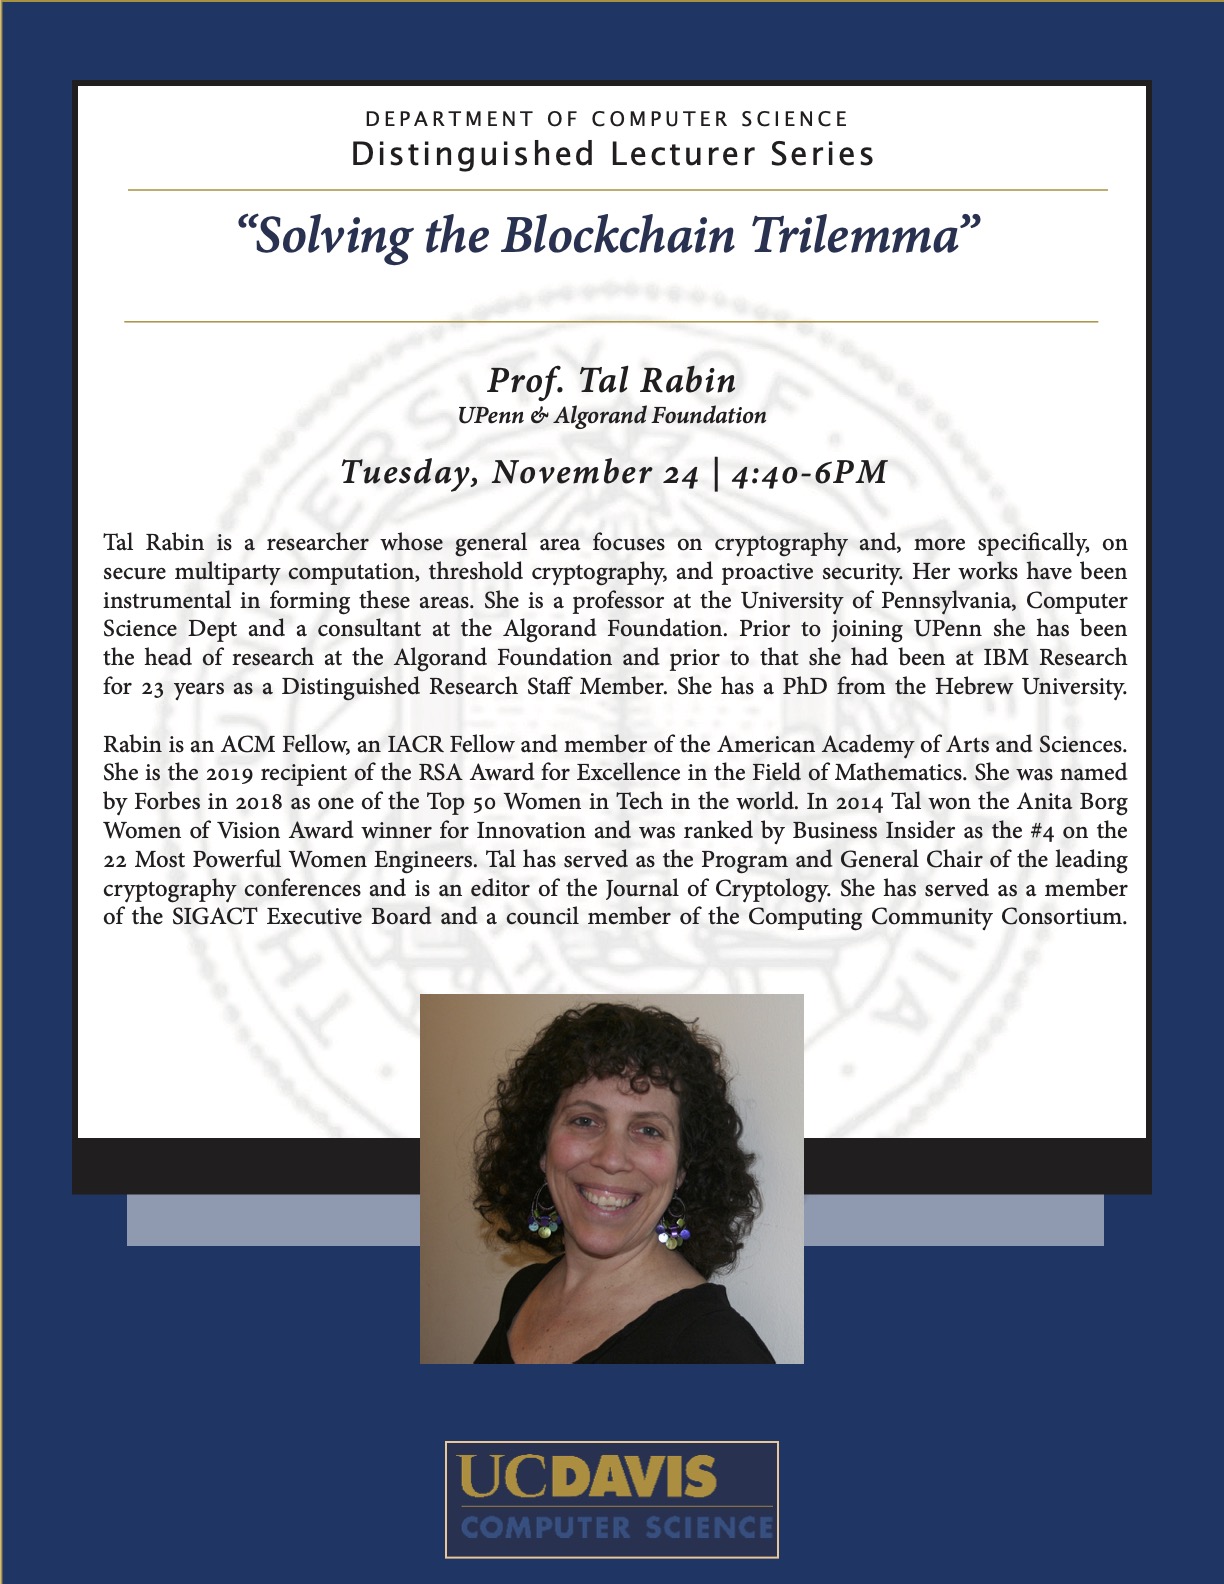 DEPARTMENT OF COMPUTER SCIENCE
Distinguished Lecturer Series
“Solving the Blockchain Trilemma”
Prof. Tal Rabin
UPenn & Algorand Foundation
Tuesday, November 24 | 4:40-6PM
Tal Rabin is a researcher whose general area focuses on cryptography and, more specifically, on
secure multiparty computation, threshold cryptography, and proactive security. Her works have been
instrumental in forming these areas. She is a professor at the University of Pennsylvania, Computer
Science Dept and a consultant at the Algorand Foundation. Prior to joining UPenn she has been
the head of research at the Algorand Foundation and prior to that she had been at IBM Research
for 23 years as a Distinguished Research Staff Member. She has a PhD from the Hebrew University.
Rabin is an ACM Fellow, an IACR Fellow and member of the American Academy of Arts and Sciences.
She is the 2019 recipient of the RSA Award for Excellence in the Field of Mathematics. She was named
by Forbes in 2018 as one of the Top 50 Women in Tech in the world. In 2014 Tal won the Anita Borg
Women of Vision Award winner for Innovation and was ranked by Business Insider as the #4 on the
22 Most Powerful Women Engineers. Tal has served as the Program and General Chair of the leading
cryptography conferences and is an editor of the Journal of Cryptology. She has served as a member
of the SIGACT Executive Board and a council member of the Computing Community Consortium.
UCDAVIS
COMPUTER SCIENCE